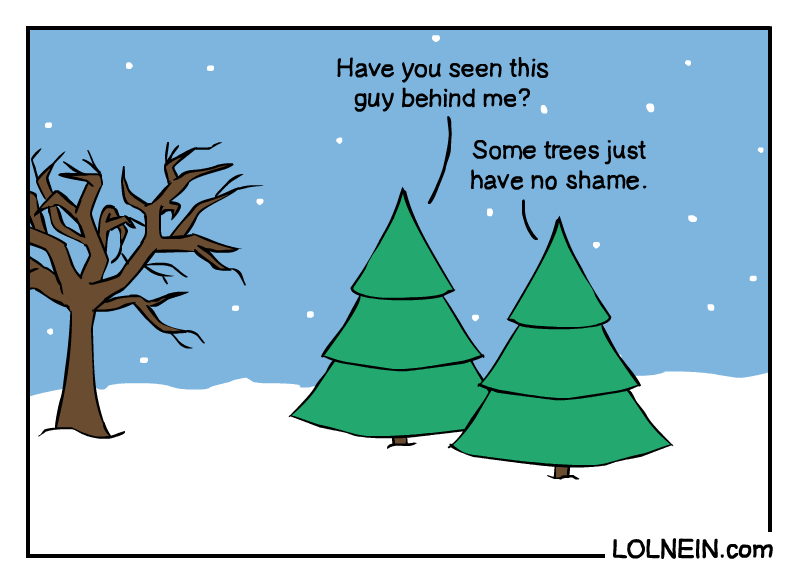 Have you seen this
guy behind me?
Some trees just
have no shame.
LOLNEIN.com